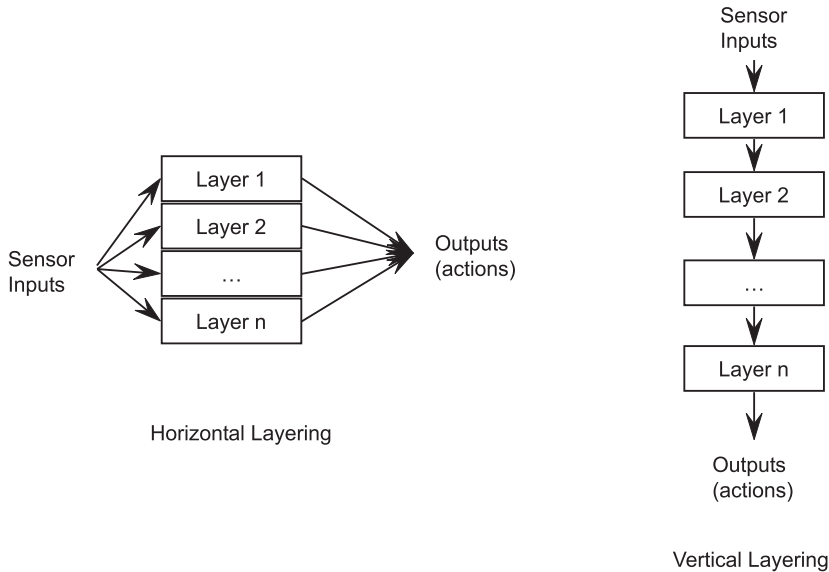 Sensor
Inputs
Layer 1
Layer 2
...
Layer n
Outputs
(actions)
Horizontal Layering
Sensor
Inputs
Layer 1
Layer 2
...
Layer n
Outputs
(actions)
Vertical Layering